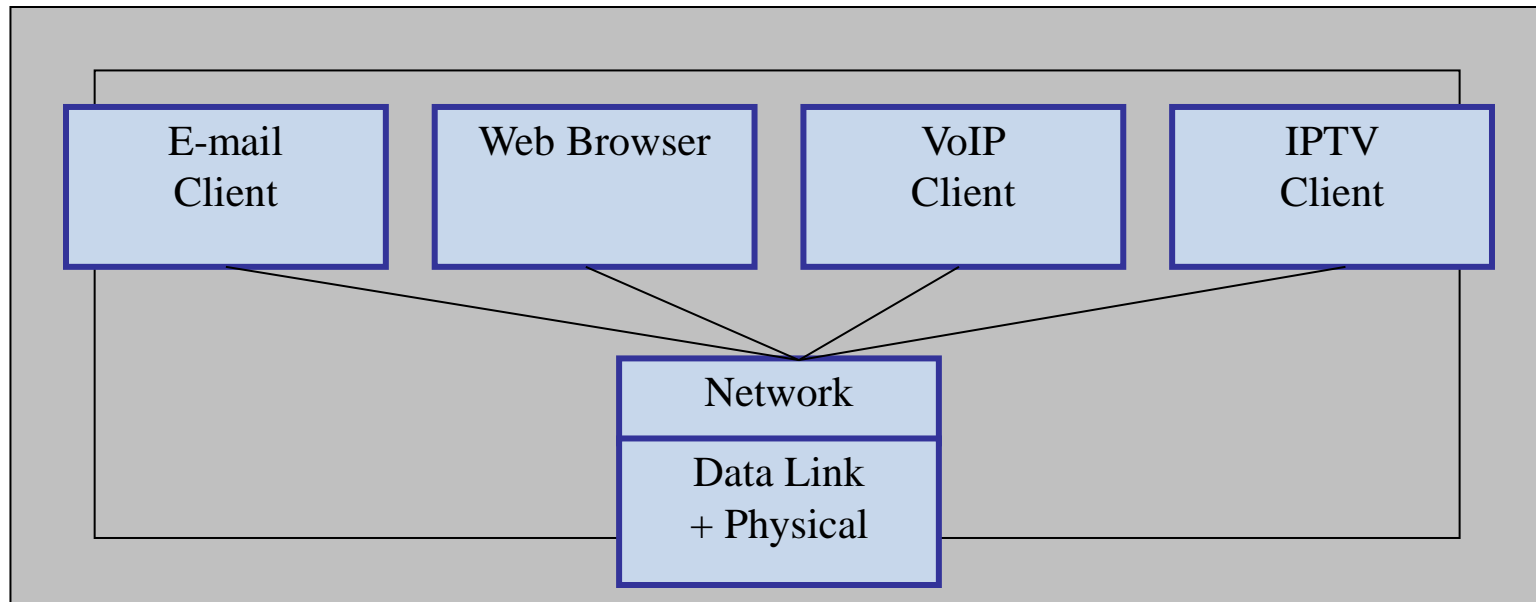 E-mail
Client
Web Browser
VoIP
Client
IPTV
Client
Network
Data Link
+ Physical